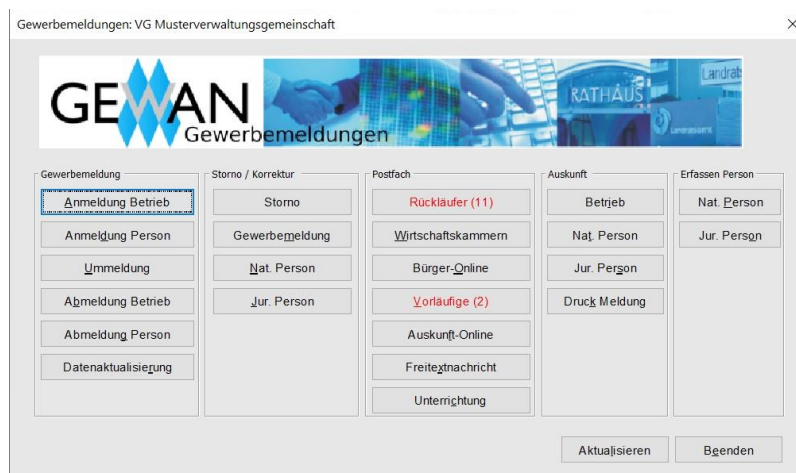 Gewerbemeldungen: VG Musterverwaltungsgemeinschaft
GEWAN
Gewerbemeldungen
RATHAUS
Landrats
Landratsamt
Gewerbemeldung
Anmeldung Betrieb
Anmeldung Person
Ummeldung
Abmeldung Betrieb
Abmeldung Person
Datenaktualisierung
Storno / Korrektur
Storno
Gewerbemeldung
Nat. Person
Jur. Person
Postfach
Rückläufer (11)
Wirtschaftskammern
Bürger-Online
Vorläufige (2)
Auskunft-Online
Freitextnachricht
Unterrichtung
Auskunft
Betrieb
Nat. Person
Jur. Person
Druck Meldung
Erfassen Person
Nat. Person
Jur. Person
Aktualisieren
Beenden